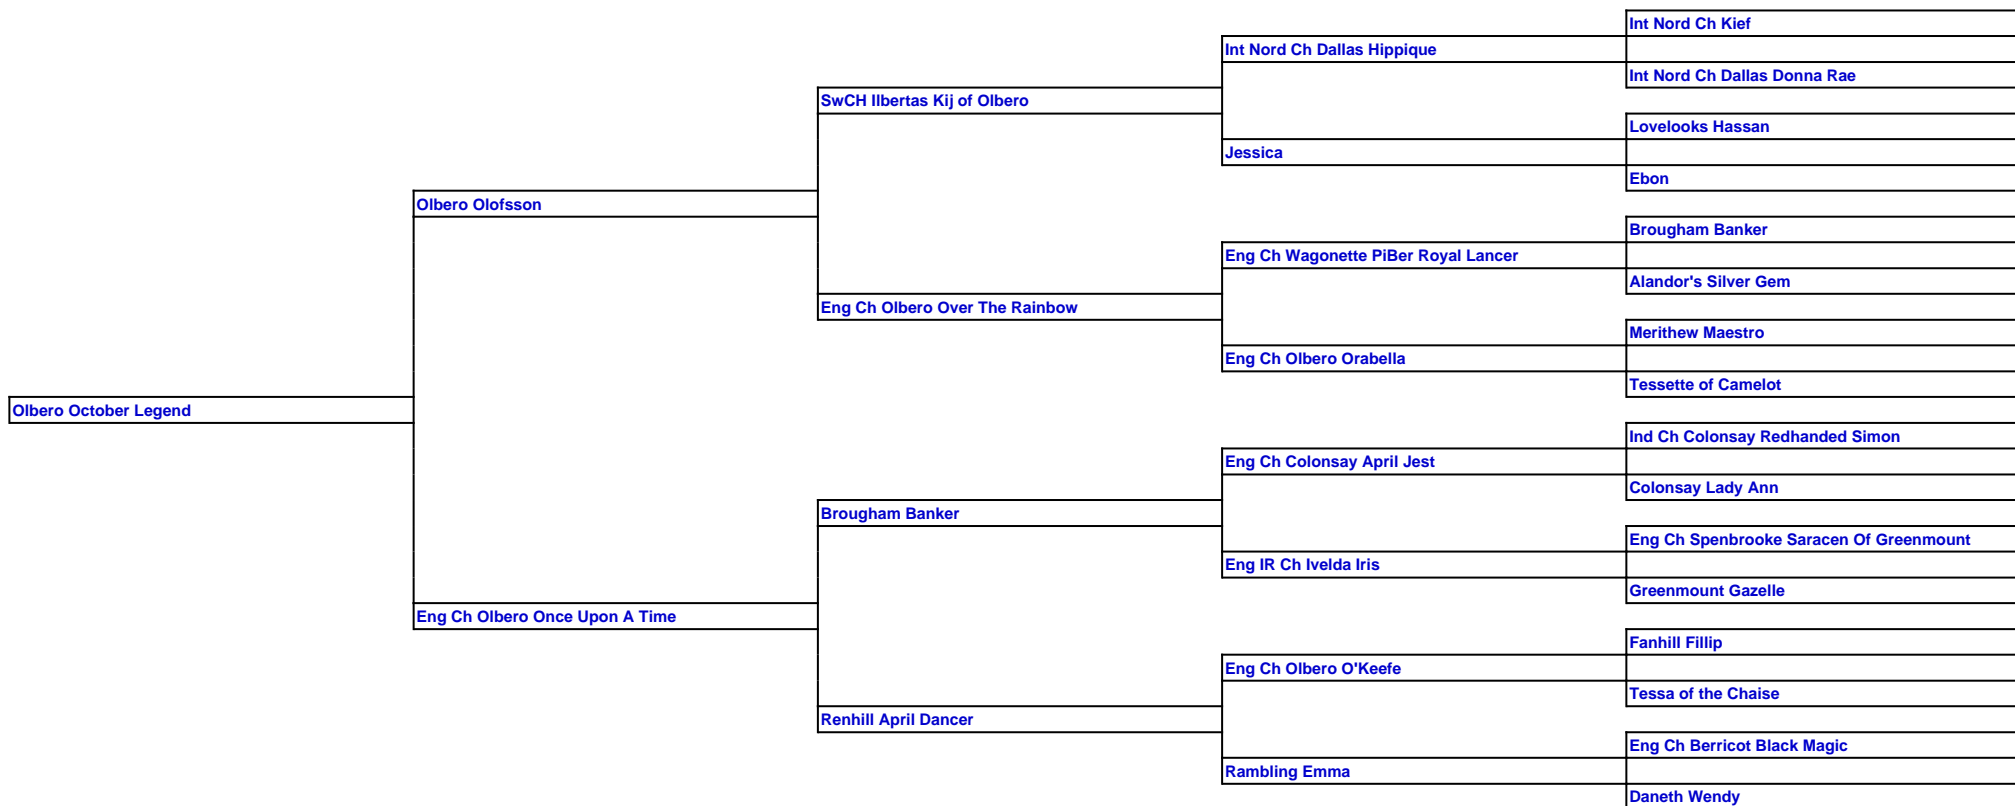 Int Nord Ch Kief
Int Nord Ch Dallas Hippique
Int Nord Ch Dallas Donna Rae
SwCH Ilbertas Kij of Olbero
Lovelooks Hassan
Jessica
Ebon
Olbero Olofsson
Brougham Banker
Eng Ch Wagonette PiBer Royal Lancer
Alandor's Silver Gem
Eng Ch Olbero Over The Rainbow
Merithew Maestro
Eng Ch Olbero Orabella
Tessette of Camelot
Olbero October Legend
Ind Ch Colonsay Redhanded Simon
Eng Ch Colonsay April Jest
Colonsay Lady Ann
Brougham Banker
Eng Ch Spenbrooke Saracen Of Greenmount
Eng IR Ch Ivelda Iris
Greenmount Gazelle
Eng Ch Olbero Once Upon A Time
Fanhill Fillip
Eng Ch Olbero O'Keefe
Tessa of the Chaise
Renhill April Dancer
Eng Ch Berricot Black Magic
Rambling Emma
Daneth Wendy